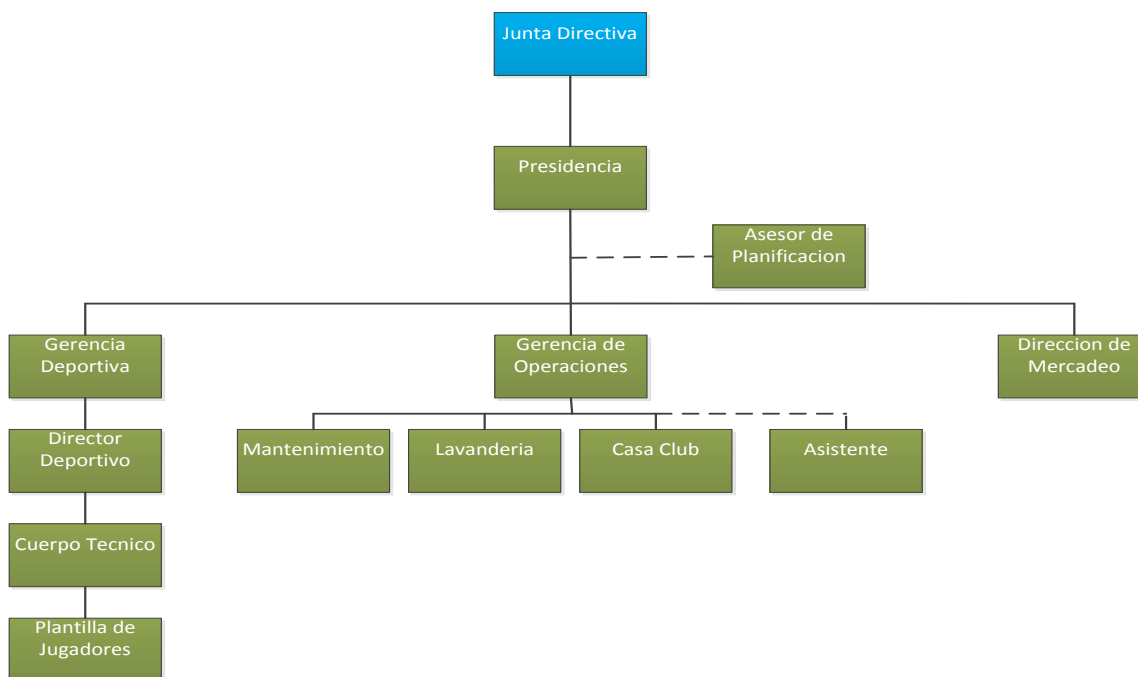 Junta Directiva
Presidencia
Asesor de
Planificacion
Gerencia
Deportiva
Gerencia de
Operaciones
Direccion de
Mercadeo
Director
Deportivo
Mantenimiento
Lavanderia
Casa Club
Asistente
Cuerpo Tecnico
Plantilla de
Jugadores